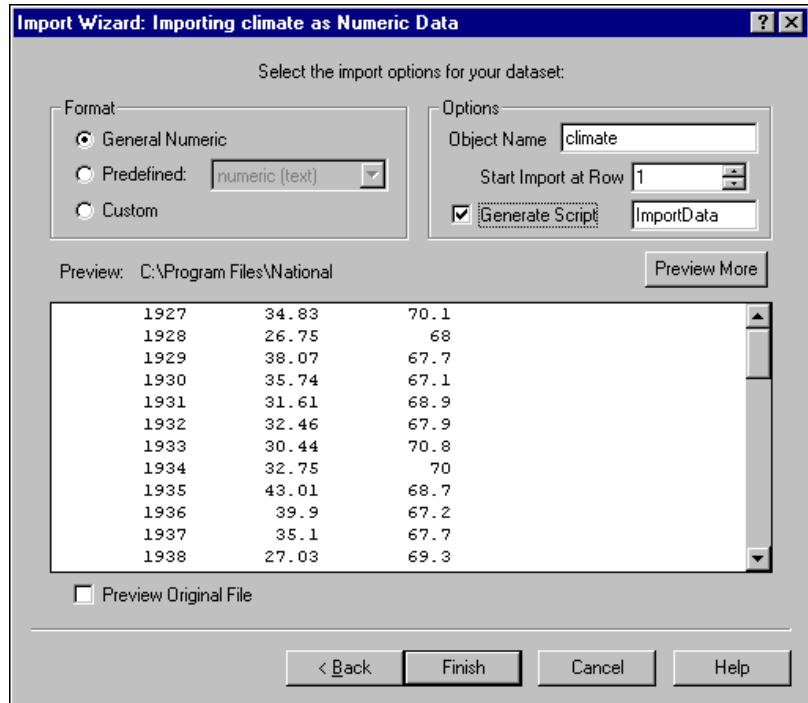 Import Wizard: Importing climate as Numeric Data
Select the import options for your dataset:
Format
General Numeric
Predefined: numeric (text)
Custom
Options
Object Name climate
Start Import at Row 1
Generate Script ImportData
Preview: C:\Program Files\National
Preview More
1927 34.83 70.1
1928 26.75 68
1929 38.07 67.7
1930 35.74 67.1
1931 31.61 68.9
1932 32.46 67.9
1933 30.44 70.8
1934 32.75 70
1935 43.01 68.7
1936 39.9 67.2
1937 35.1 67.7
1938 27.03 69.3
Preview Original File
< Back Finish Cancel Help